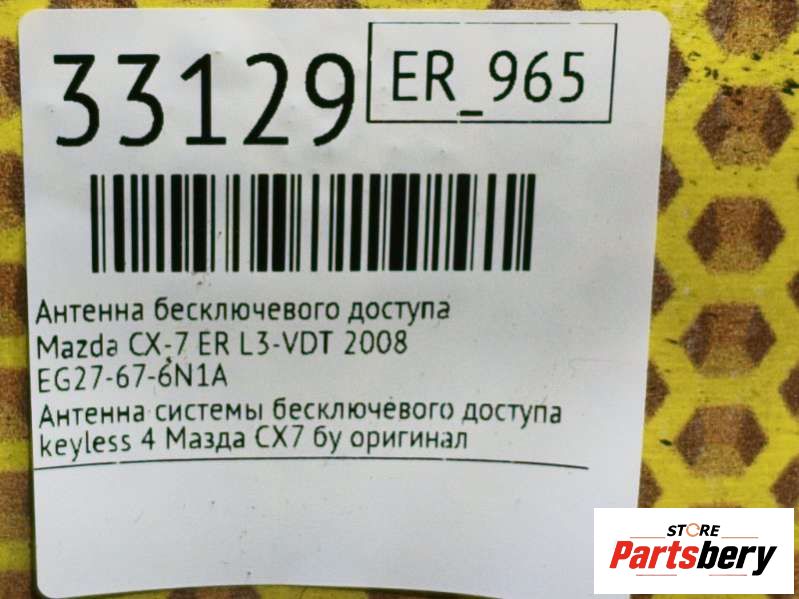 33129
ER_965
Антенна бесключевого доступа
Mazda CX-7 ER L3-VDT 2008
EG27-67-6N1A
Антенна системы бесключевого доступа
keyless 4 Мазда CX7 бу оригинал
STORE
Partsbery